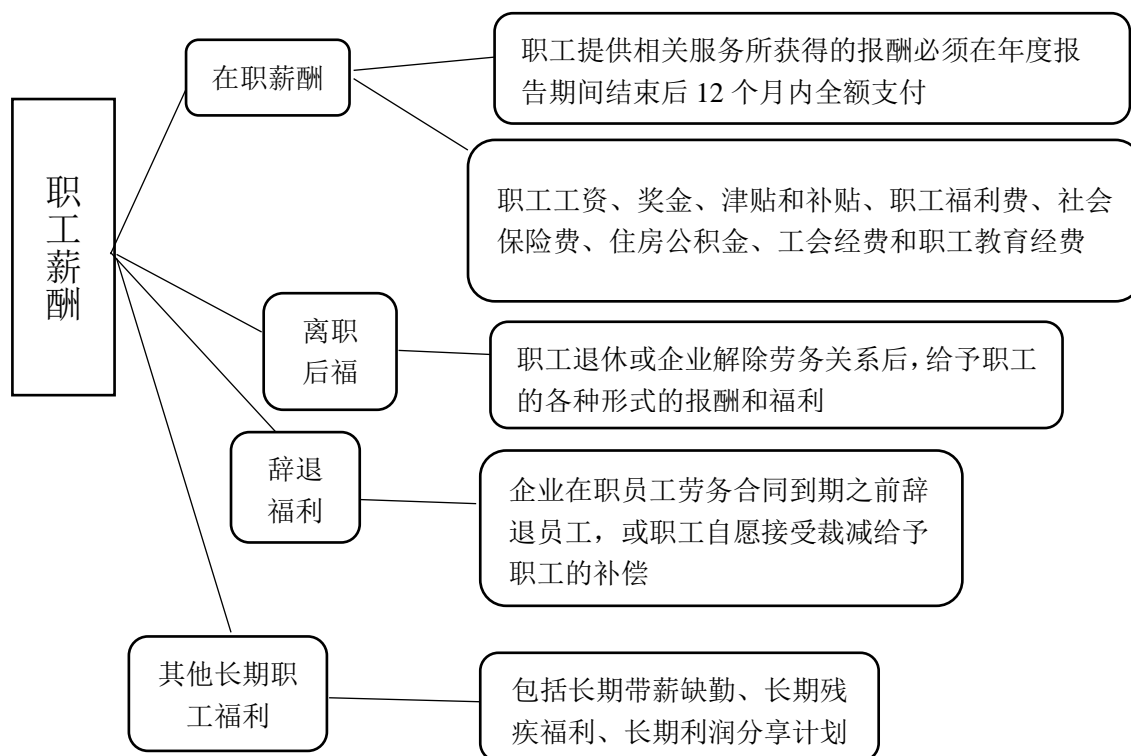 职工薪酬
在职薪酬
职工提供相关服务所获得的报酬必须在年度报
告期间结束后 12 个月内全额支付
职工工资、奖金、津贴和补贴、职工福利费、社会
保险费、住房公积金、工会经费和职工教育经费
离职
后福
职工退休或企业解除劳务关系后，给予职工
的各种形式的报酬和福利
辞退
福利
企业在职员工劳务合同到期之前辞
退员工，或职工自愿接受裁减给予
职工的补偿
其他长期职
工福利
包括长期带薪缺勤、长期残
疾福利、长期利润分享计划